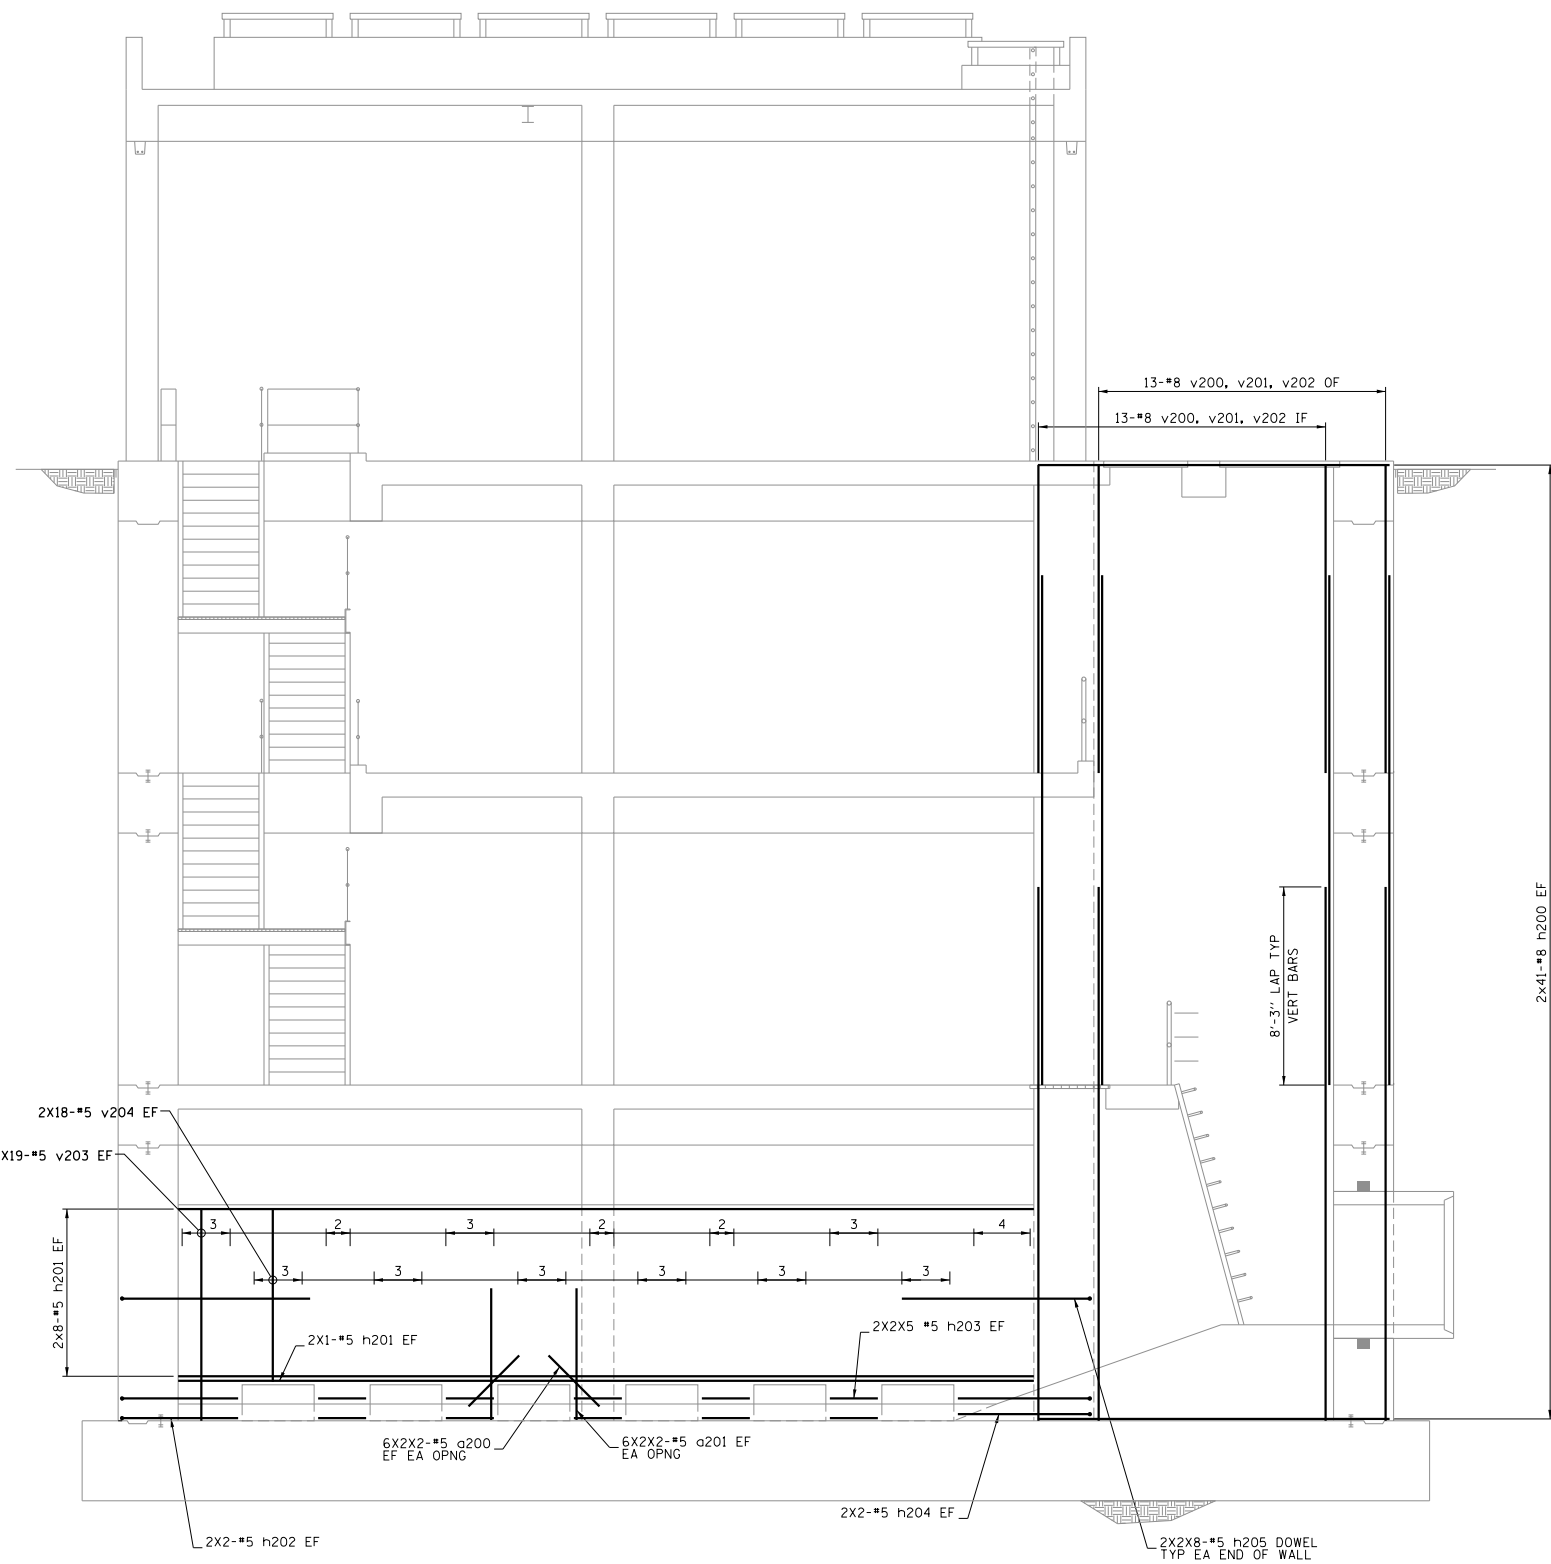 13-#8 v200, v201, v202 OF
13-#8 v200, v201, v202 IF
2x41-#8 h200 EF
8'-3" LAP TYP
VERT BARS
2X18-#5 v204 EF
X19-#5 v203 EF
3
2
3
2
2
3
4
3
3
3
3
3
3
2x8-#5 h201 EF
2X1-#5 h201 EF
2X2X5 #5 h203 EF
6X2X2-#5 a200
EF EA OPNG
6X2X2-#5 a201 EF
EA OPNG
2X2-#5 h204 EF
2X2-#5 h202 EF
2X2X8-#5 h205 DOWEL
TYP EA END OF WALL